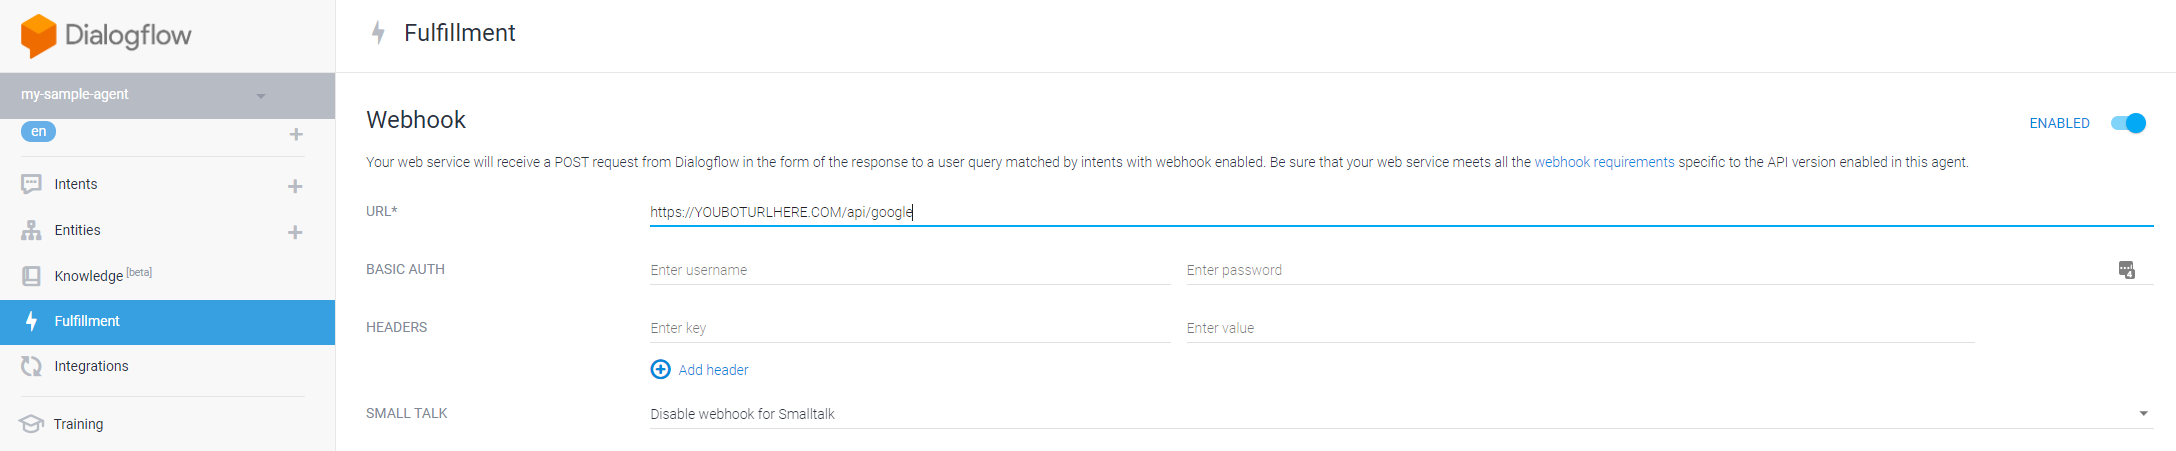 Dialogflow
Fulfillment
my-sample-agent
en
Intents
Entities
Knowledge [beta]
Fulfillment
Integrations
Training
Webhook
ENABLED
Your web service will receive a POST request from Dialogflow in the form of the response to a user query matched by intents with webhook enabled. Be sure that your web service meets all the webhook requirements specific to the API version enabled in this agent.
URL* https://YOUBOTURLHERE.COM/api/google
BASIC AUTH Enter username Enter password
4
HEADERS Enter key Enter value
Add header
SMALL TALK Disable webhook for Smalltalk